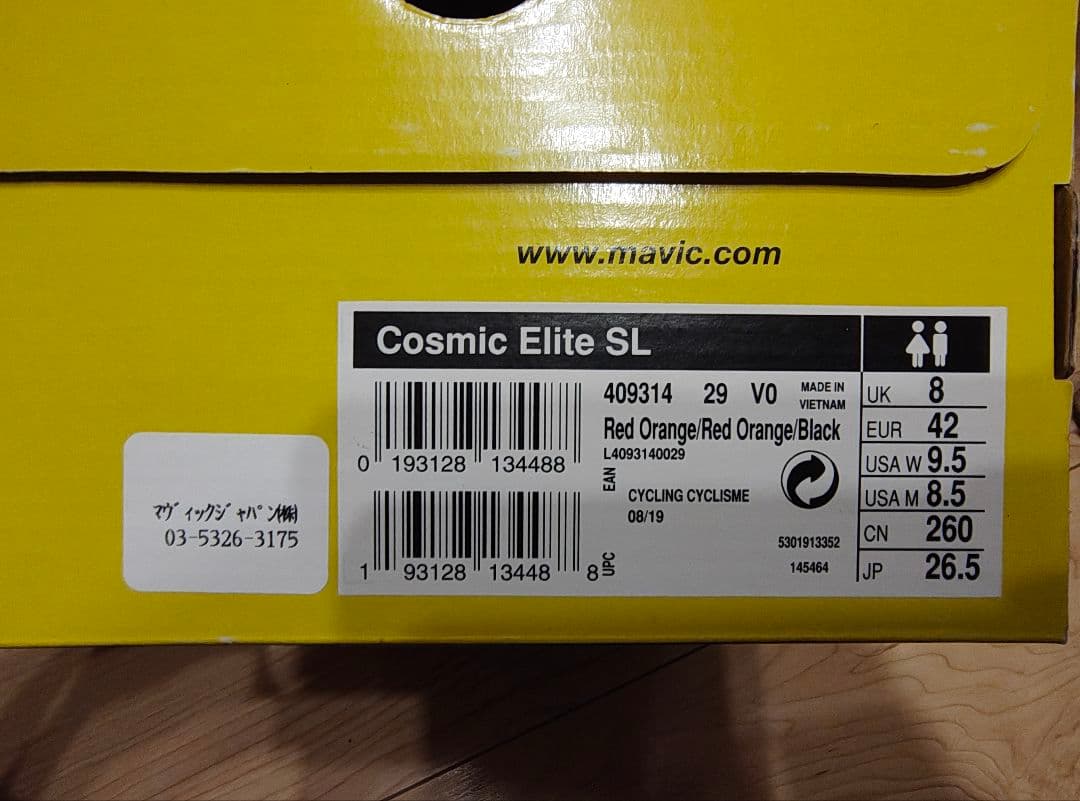 www.mavic.com
Cosmic Elite SL
409314 29 V0 MADE IN VIETNAM
Red Orange/Red Orange/Black
L4093140029
0 193128 134488
EAN
CYCLING CYCLISME
08/19
5301913352
145464
1 93128 13448 8
UPC
UK 8
EUR 42
USA W 9.5
USA M 8.5
CN 260
JP 26.5
マヴィックジャパン㈱
03-5326-3175